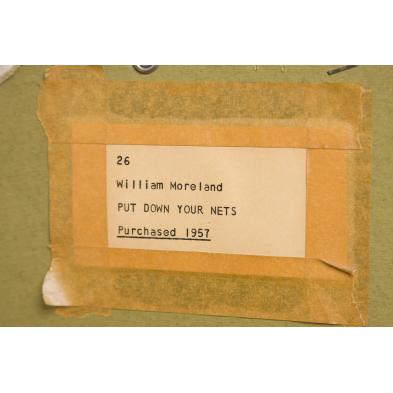 26
William Moreland
PUT DOWN YOUR NETS
Purchased 1957